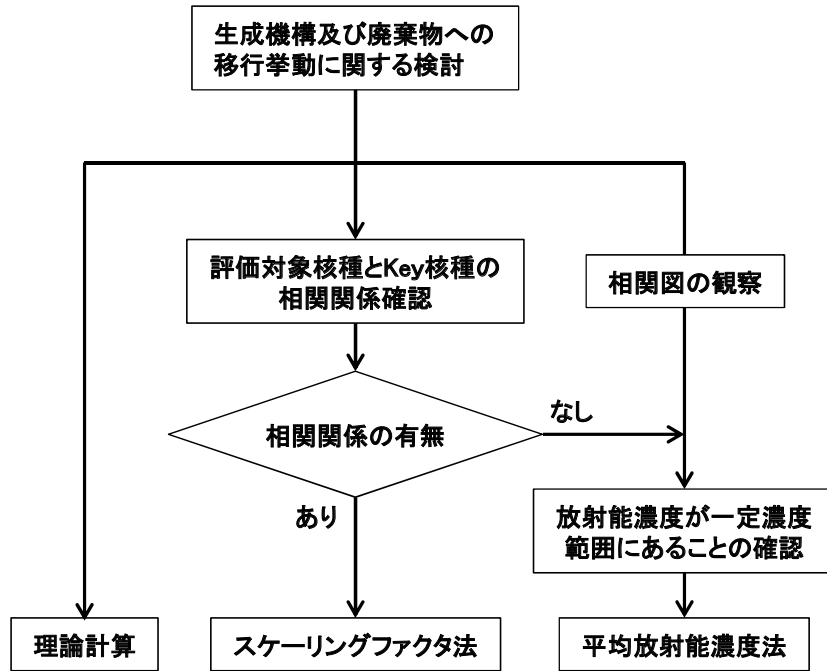 生成機構及び廃棄物への
移行挙動に関する検討
評価対象核種とKey核種の
相関関係確認
相関図の観察
相関関係の有無
なし
あり
放射能濃度が一定濃度
範囲にあることの確認
理論計算
スケーリングファクタ法
平均放射能濃度法